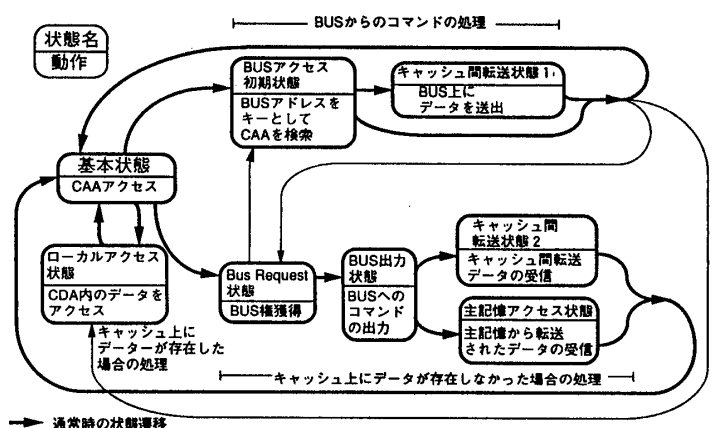 BUSからのコマンドの処理
状態名
動作
BUSアクセス
初期状態
BUSアドレスを
キーとして
CAAを検索
キャッシュ間転送状態1
BUS上に
データを送出
基本状態
CAAアクセス
ローカルアクセス
状態
CDA内のデータを
アクセス
キャッシュ上に
データーが存在した
場合の処理
Bus Request
状態
BUS権獲得
BUS出力
状態
BUSへの
コマンド
の出力
キャッシュ間
転送状態2
キャッシュ間転送
データの受信
主記憶アクセス状態
主記憶から転送
されたデータの受信
キャッシュ上にデータが存在しなかった場合の処理
通常時の状態遷移